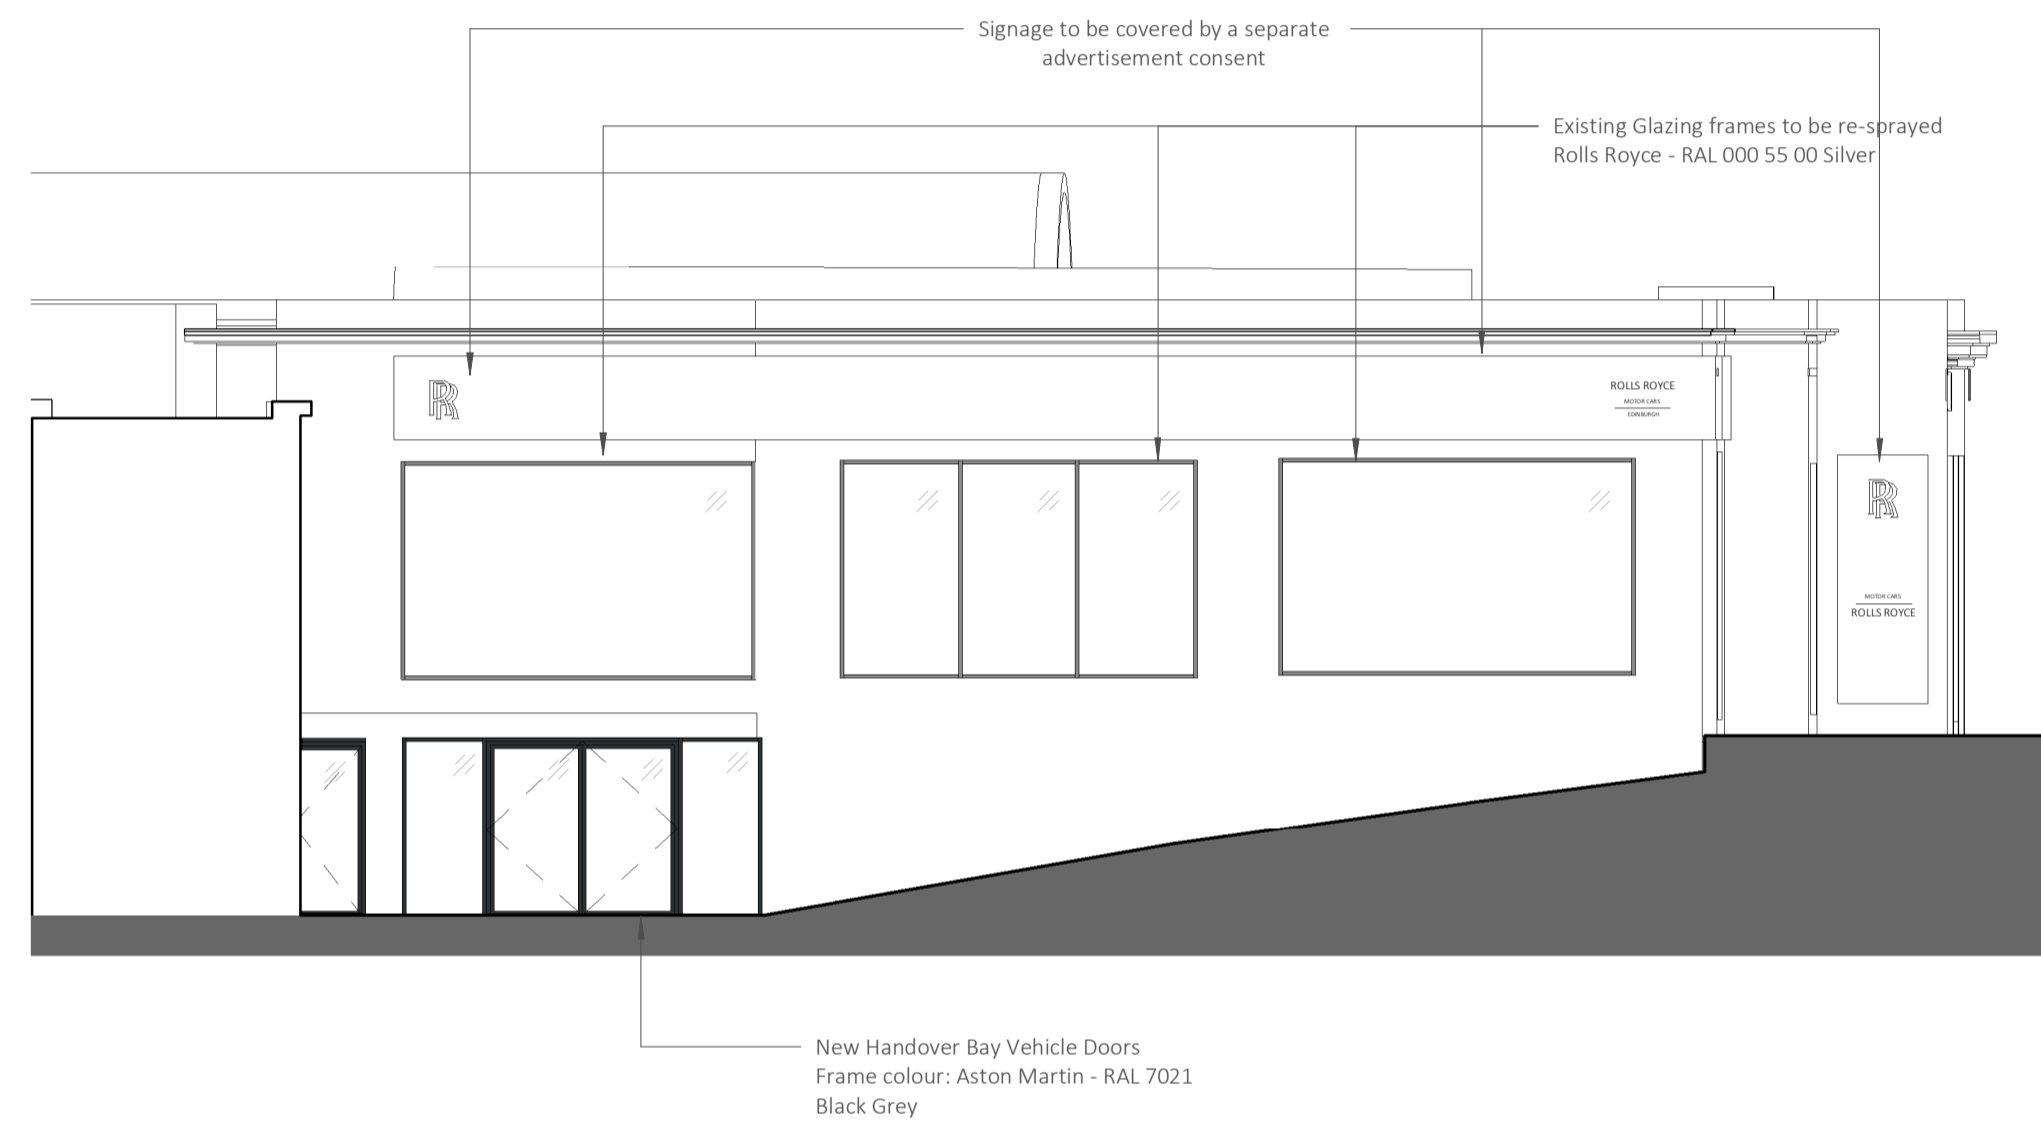 Signage to be covered by a separate
advertisement consent
Existing Glazing frames to be re-sprayed
Rolls Royce - RAL 000 55 00 Silver
RR
ROLLS ROYCE
MOTOR CARS
EDINBURGH
RR
MOTOR CARS
ROLLS ROYCE
New Handover Bay Vehicle Doors
Frame colour: Aston Martin - RAL 7021
Black Grey